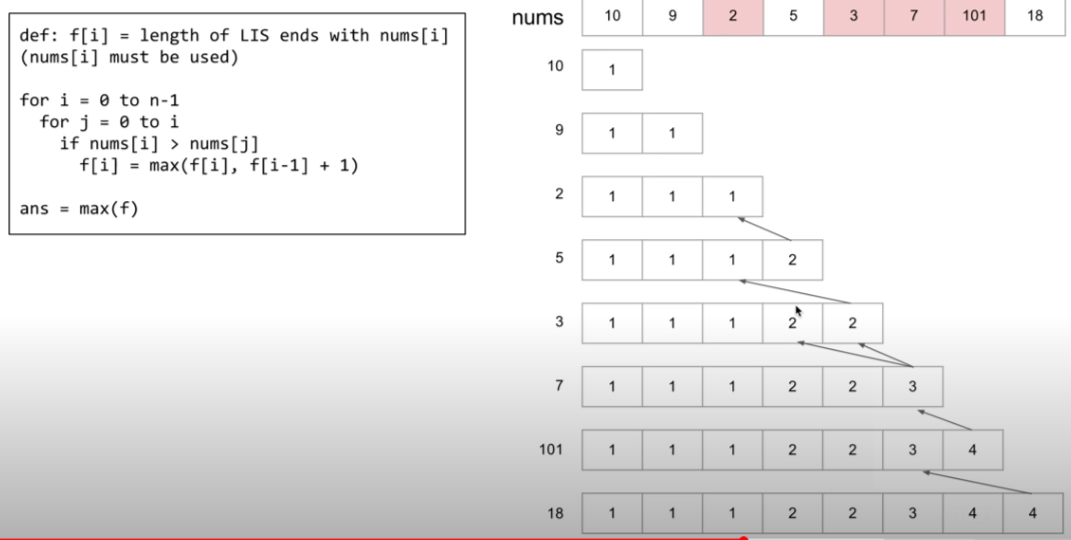 def: f[i] = length of LIS ends with nums[i]
(nums[i] must be used)
for i = 0 to n-1
for j = 0 to i
if nums[i] > nums[j]
f[i] = max(f[i], f[i-1] + 1)
ans = max(f)
nums 10 9 2 5 3 7 101 18
10 1
9 1 1
2 1 1 1
5 1 1 1 2
3 1 1 1 2 2
7 1 1 1 2 2 3
101 1 1 1 2 2 3 4
18 1 1 1 2 2 3 4 4